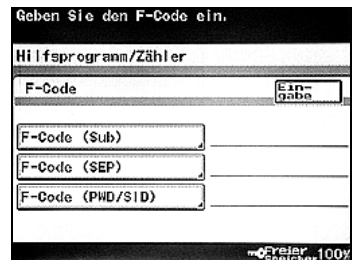 Geben Sie den F-Code ein.
Hilfsprogramm/Zähler
F-Code
Ein-
gabe
F-Code (Sub)
F-Code (SEP)
F-Code (PWD/SID)
Freier
Speicher 100%